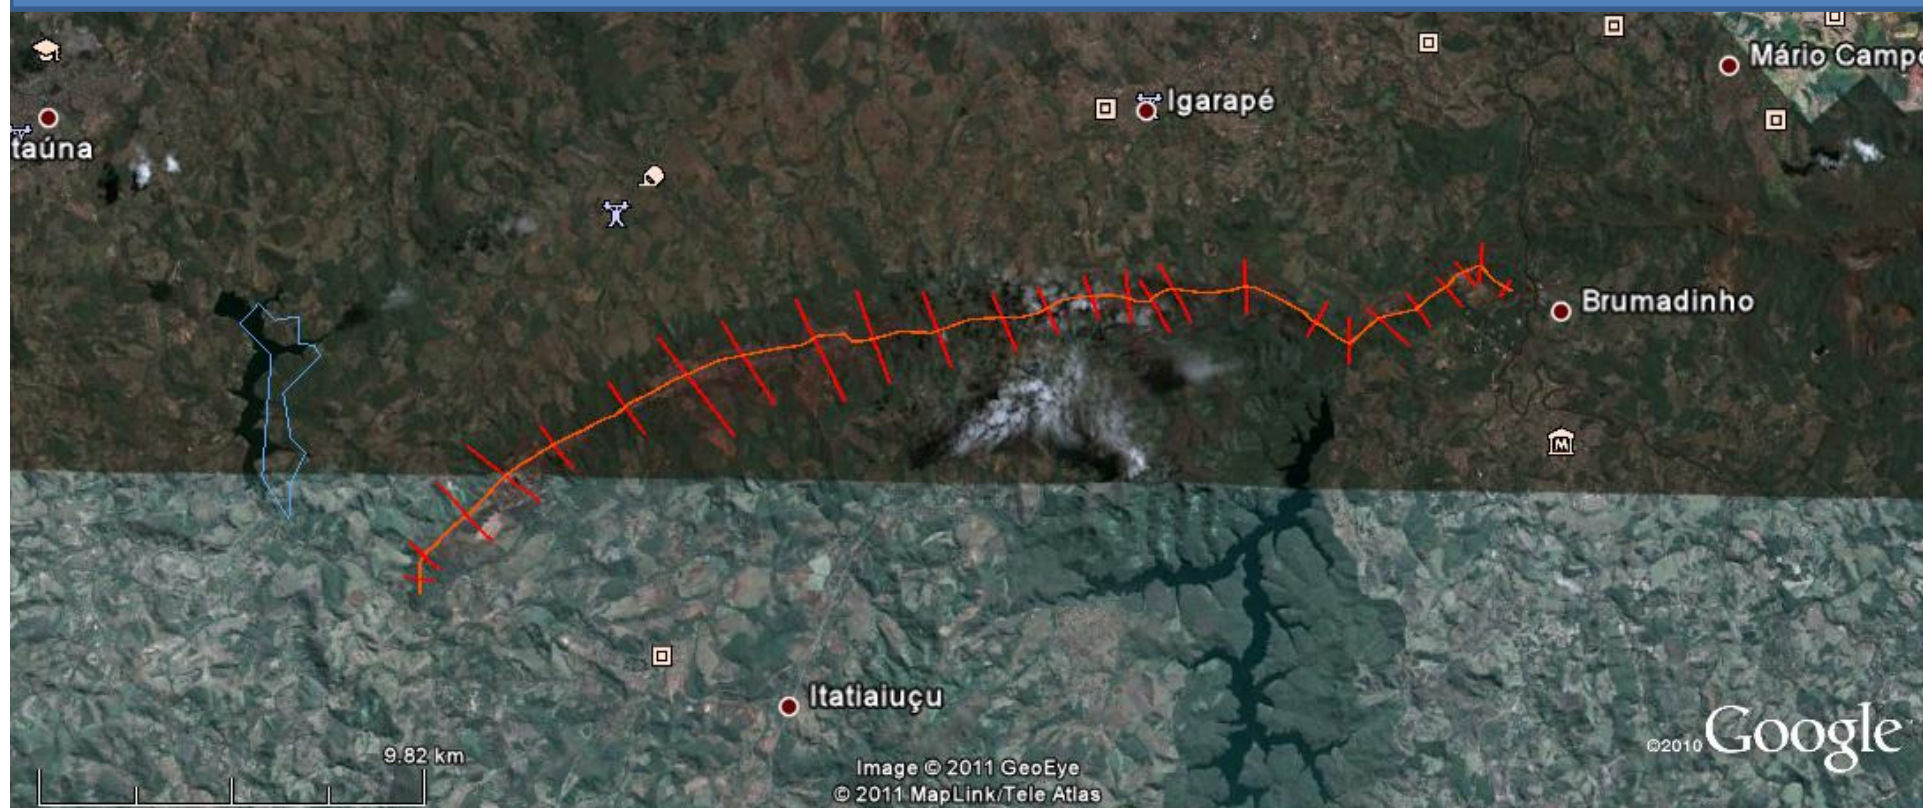 Mário Campo
Igarapé
taúna
Brumadinho
Itatiaiuçu
9.82 km
Image © 2011 GeoEye
© 2011 MapLink/Tele Atlas
©2010 Google